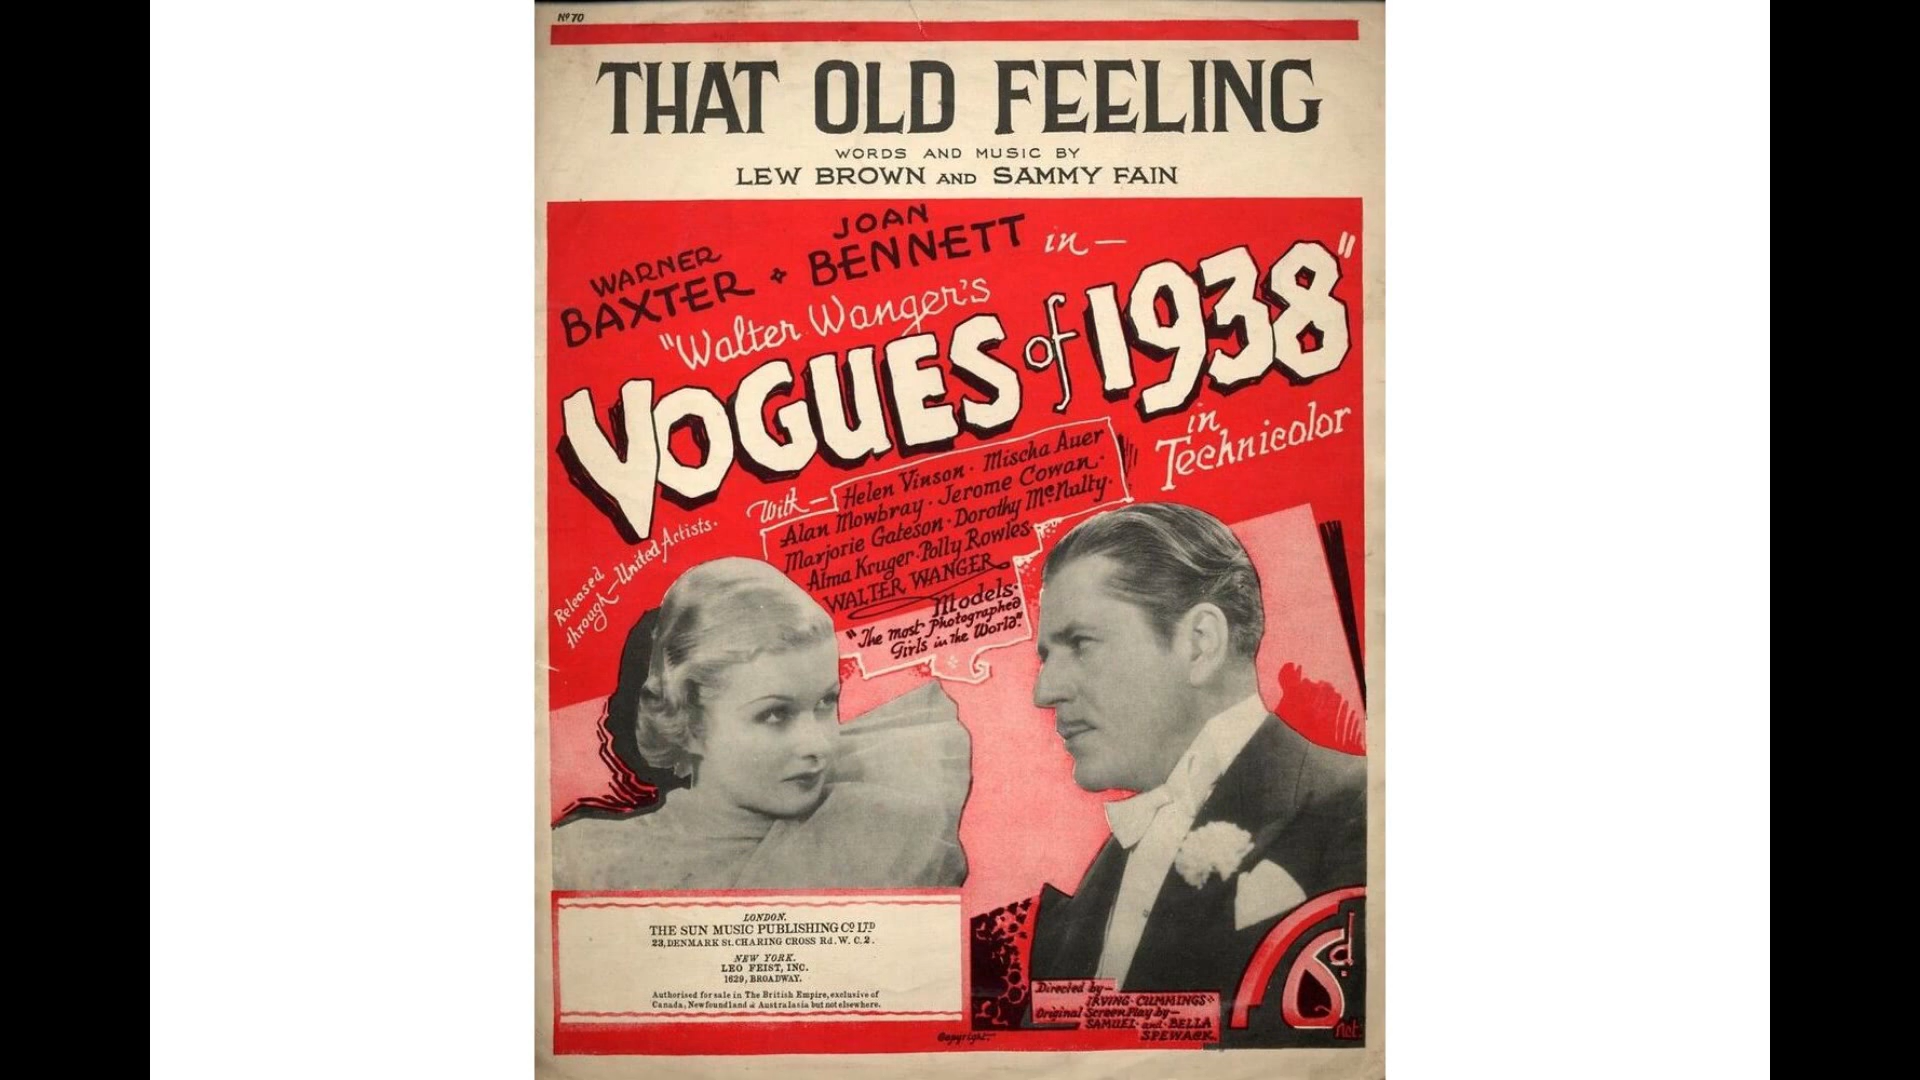 Nº 70
THAT OLD FEELING
WORDS AND MUSIC BY
LEW BROWN AND SAMMY FAIN
WARNER
BAXTER &
JOAN
BENNETT in —
"Walter Wanger's
VOGUES of 1938"
in
Technicolor
With —
Helen Vinson · Mischa Auer
Alan Mowbray · Jerome Cowan ·
Marjorie Gateson · Dorothy McNalty ·
Alma Kruger · Polly Rowles ·
WALTER WANGER
Models ·
"The most Photographed
Girls in the World."
Released
through — United Artists.
LONDON.
THE SUN MUSIC PUBLISHING Cº LTD
23, DENMARK St. CHARING CROSS Rd. W. C. 2.
NEW YORK.
LEO FEIST, INC.
1629, BROADWAY.
Authorised for sale in The British Empire, exclusive of
Canada, Newfoundland & Australasia but not elsewhere.
Copyright.
Directed by —
IRVING · CUMMINGS
Original Screen Play by —
SAMUEL · and · BELLA
SPEWACK.
6d.
net